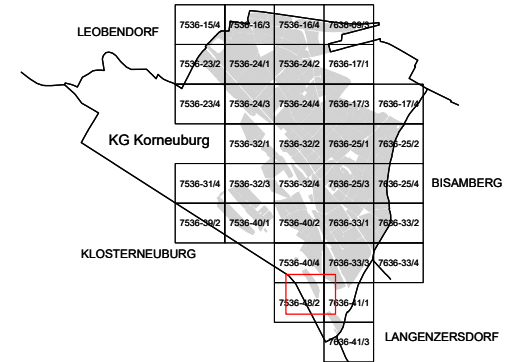 7536-15/4 7536-16/3 7536-16/4 7636-09/3
LEOBENDORF
7536-23/2 7536-24/1 7536-24/2 7636-17/1
7536-23/4 7536-24/3 7536-24/4 7636-17/3 7636-17/4
KG Korneuburg
7536-32/1 7536-32/2 7636-25/1 7636-25/2
7536-31/4 7536-32/3 7536-32/4 7636-25/3 7636-25/4
BISAMBERG
7536-39/2 7536-40/1 7536-40/2 7636-33/1 7636-33/2
KLOSTERNEUBURG
7536-40/4 7636-33/3 7636-33/4
7536-48/2 7636-41/1
LANGENZERSDORF
7636-41/3